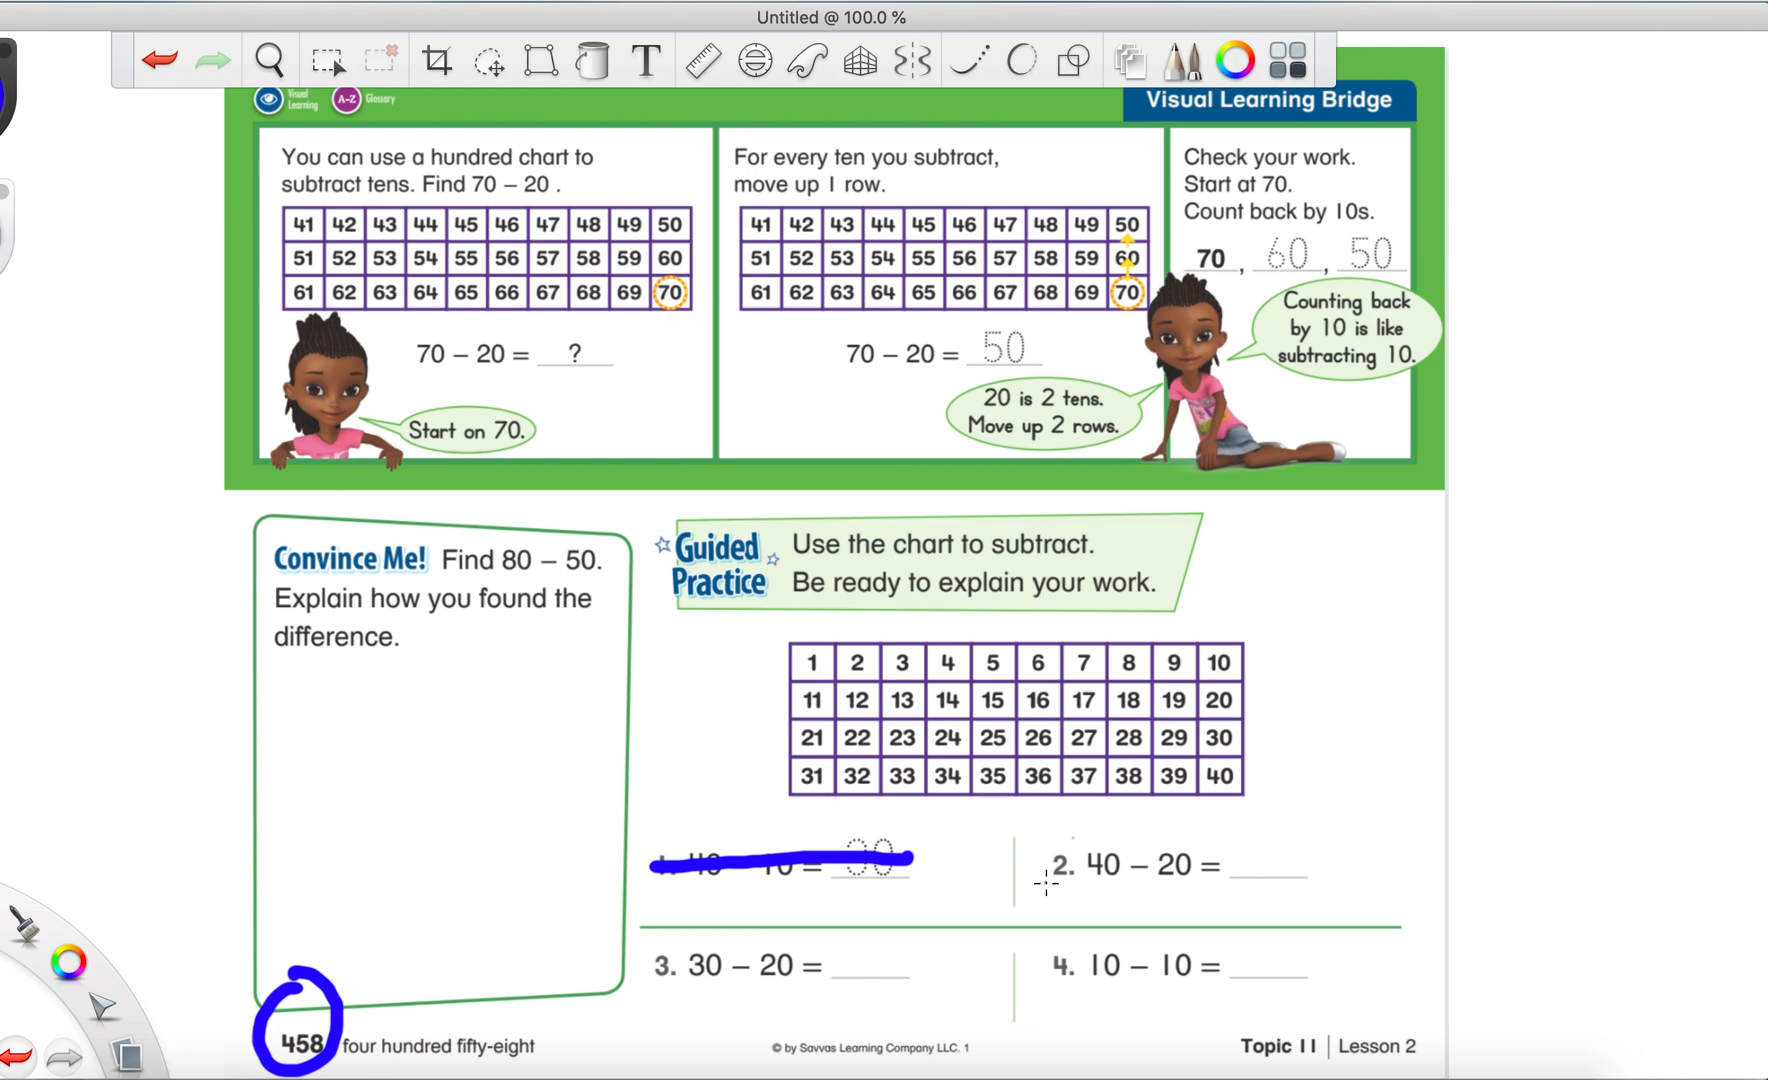 Untitled @ 100.0 %
T
Visual
Learning
A-Z
Glossary
Visual Learning Bridge
You can use a hundred chart to
subtract tens. Find 70 – 20 .
41 42 43 44 45 46 47 48 49 50
51 52 53 54 55 56 57 58 59 60
61 62 63 64 65 66 67 68 69 70
70 – 20 = ?
Start on 70.
For every ten you subtract,
move up 1 row.
41 42 43 44 45 46 47 48 49 50
51 52 53 54 55 56 57 58 59 60
61 62 63 64 65 66 67 68 69 70
70 – 20 = 50
20 is 2 tens.
Move up 2 rows.
Check your work.
Start at 70.
Count back by 10s.
70 , 60 , 50
Counting back
by 10 is like
subtracting 10.
Convince Me! Find 80 – 50.
Explain how you found the
difference.
Guided
Practice
Use the chart to subtract.
Be ready to explain your work.
1 2 3 4 5 6 7 8 9 10
11 12 13 14 15 16 17 18 19 20
21 22 23 24 25 26 27 28 29 30
31 32 33 34 35 36 37 38 39 40
1. 40 – 10 = 30
2. 40 – 20 =
3. 30 – 20 =
4. 10 – 10 =
458 four hundred fifty-eight
© by Savvas Learning Company LLC. 1
Topic 11 | Lesson 2